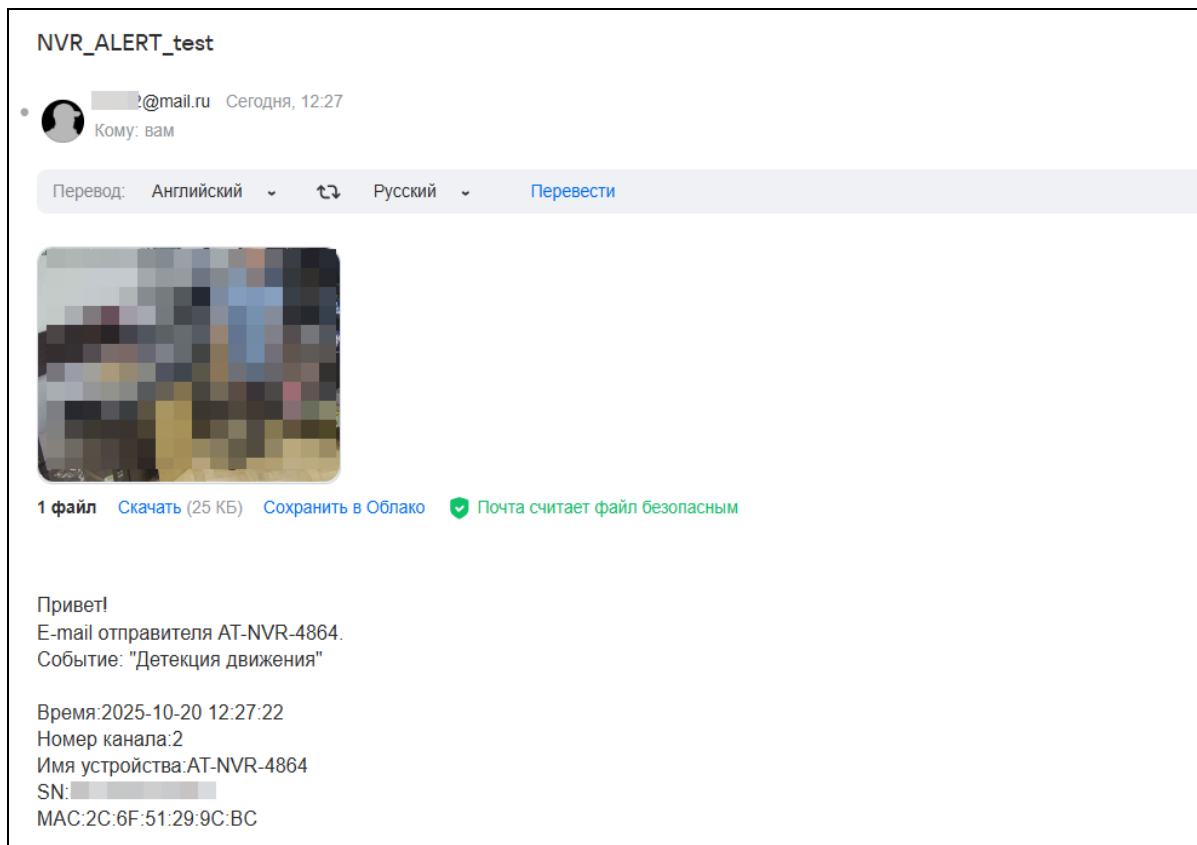 NVR_ALERT_test
@mail.ru Сегодня, 12:27
Кому: вам
Перевод: Английский Русский Перевести
1 файл Скачать (25 КБ) Сохранить в Облако Почта считает файл безопасным
Привет!
E-mail отправителя AT-NVR-4864.
Событие: "Детекция движения"
Время:2025-10-20 12:27:22
Номер канала:2
Имя устройства:AT-NVR-4864
SN:
MAC:2C:6F:51:29:9C:BC